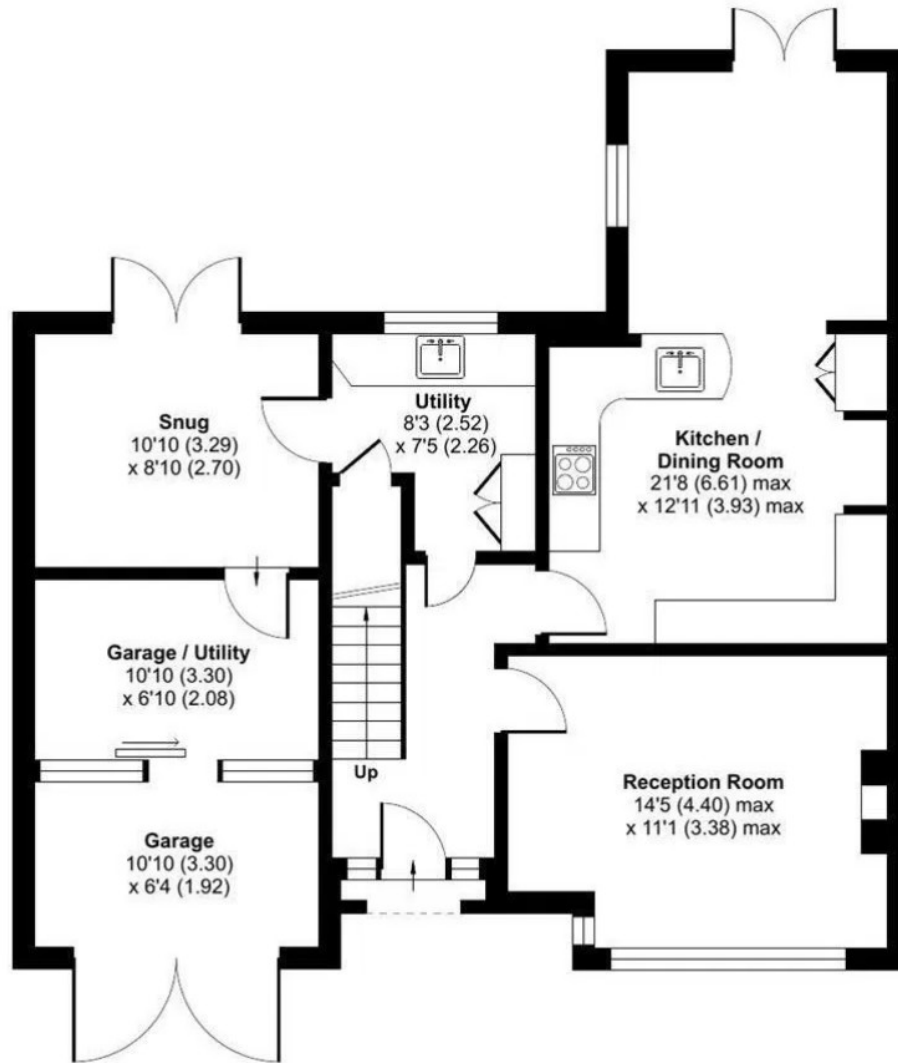 Snug
10'10 (3.29)
x 8'10 (2.70)
Utility
8'3 (2.52)
x 7'5 (2.26)
Kitchen /
Dining Room
21'8 (6.61) max
x 12'11 (3.93) max
Garage / Utility
10'10 (3.30)
x 6'10 (2.08)
Up
Reception Room
14'5 (4.40) max
x 11'1 (3.38) max
Garage
10'10 (3.30)
x 6'4 (1.92)